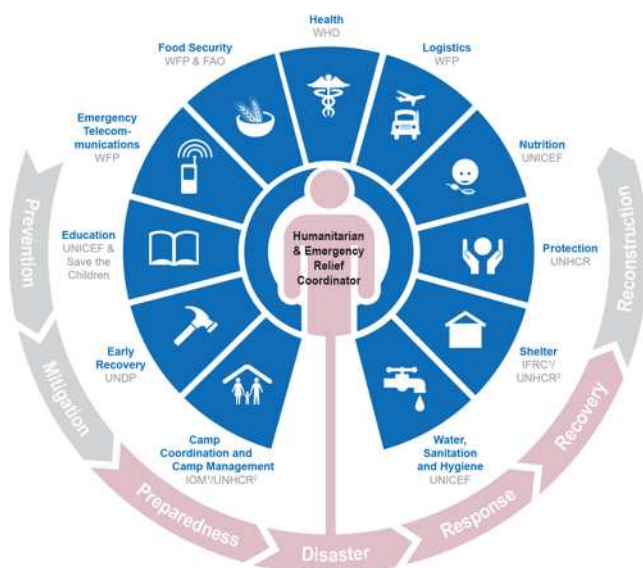 Health
WHO
Food Security
WFP & FAO
Logistics
WFP
Emergency
Telecom-
munications
WFP
Nutrition
UNICEF
Education
UNICEF &
Save the
Children
Humanitarian
& Emergency
Relief
Coordinator
Protection
UNHCR
Early
Recovery
UNDP
Shelter
IFRC¹/
UNHCR²
Camp
Coordination and
Camp Management
IOM¹/UNHCR²
Water,
Sanitation
and Hygiene
UNICEF
Prevention
Mitigation
Preparedness
Disaster
Response
Recovery
Reconstruction